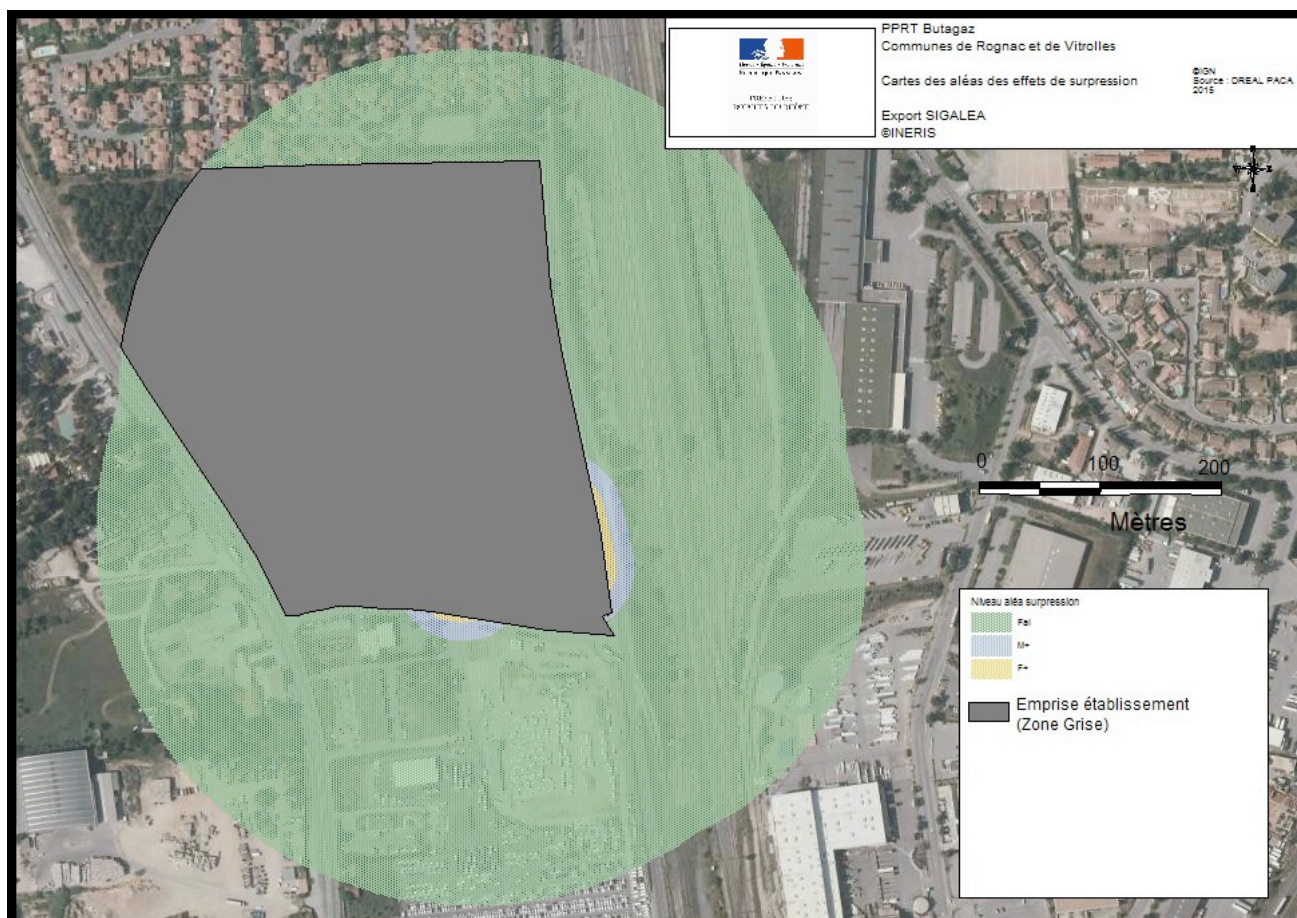 PPRT Butagaz
Communes de Rognac et de Vitrolles
Cartes des aléas des effets de surpression
©IGN
Source : DREAL PACA
2015
Export SIGALEA
©INERIS
0 100 200
Mètres
Niveau aléa surpression
Fai
M+
F+
Emprise établissement
(Zone Grise)